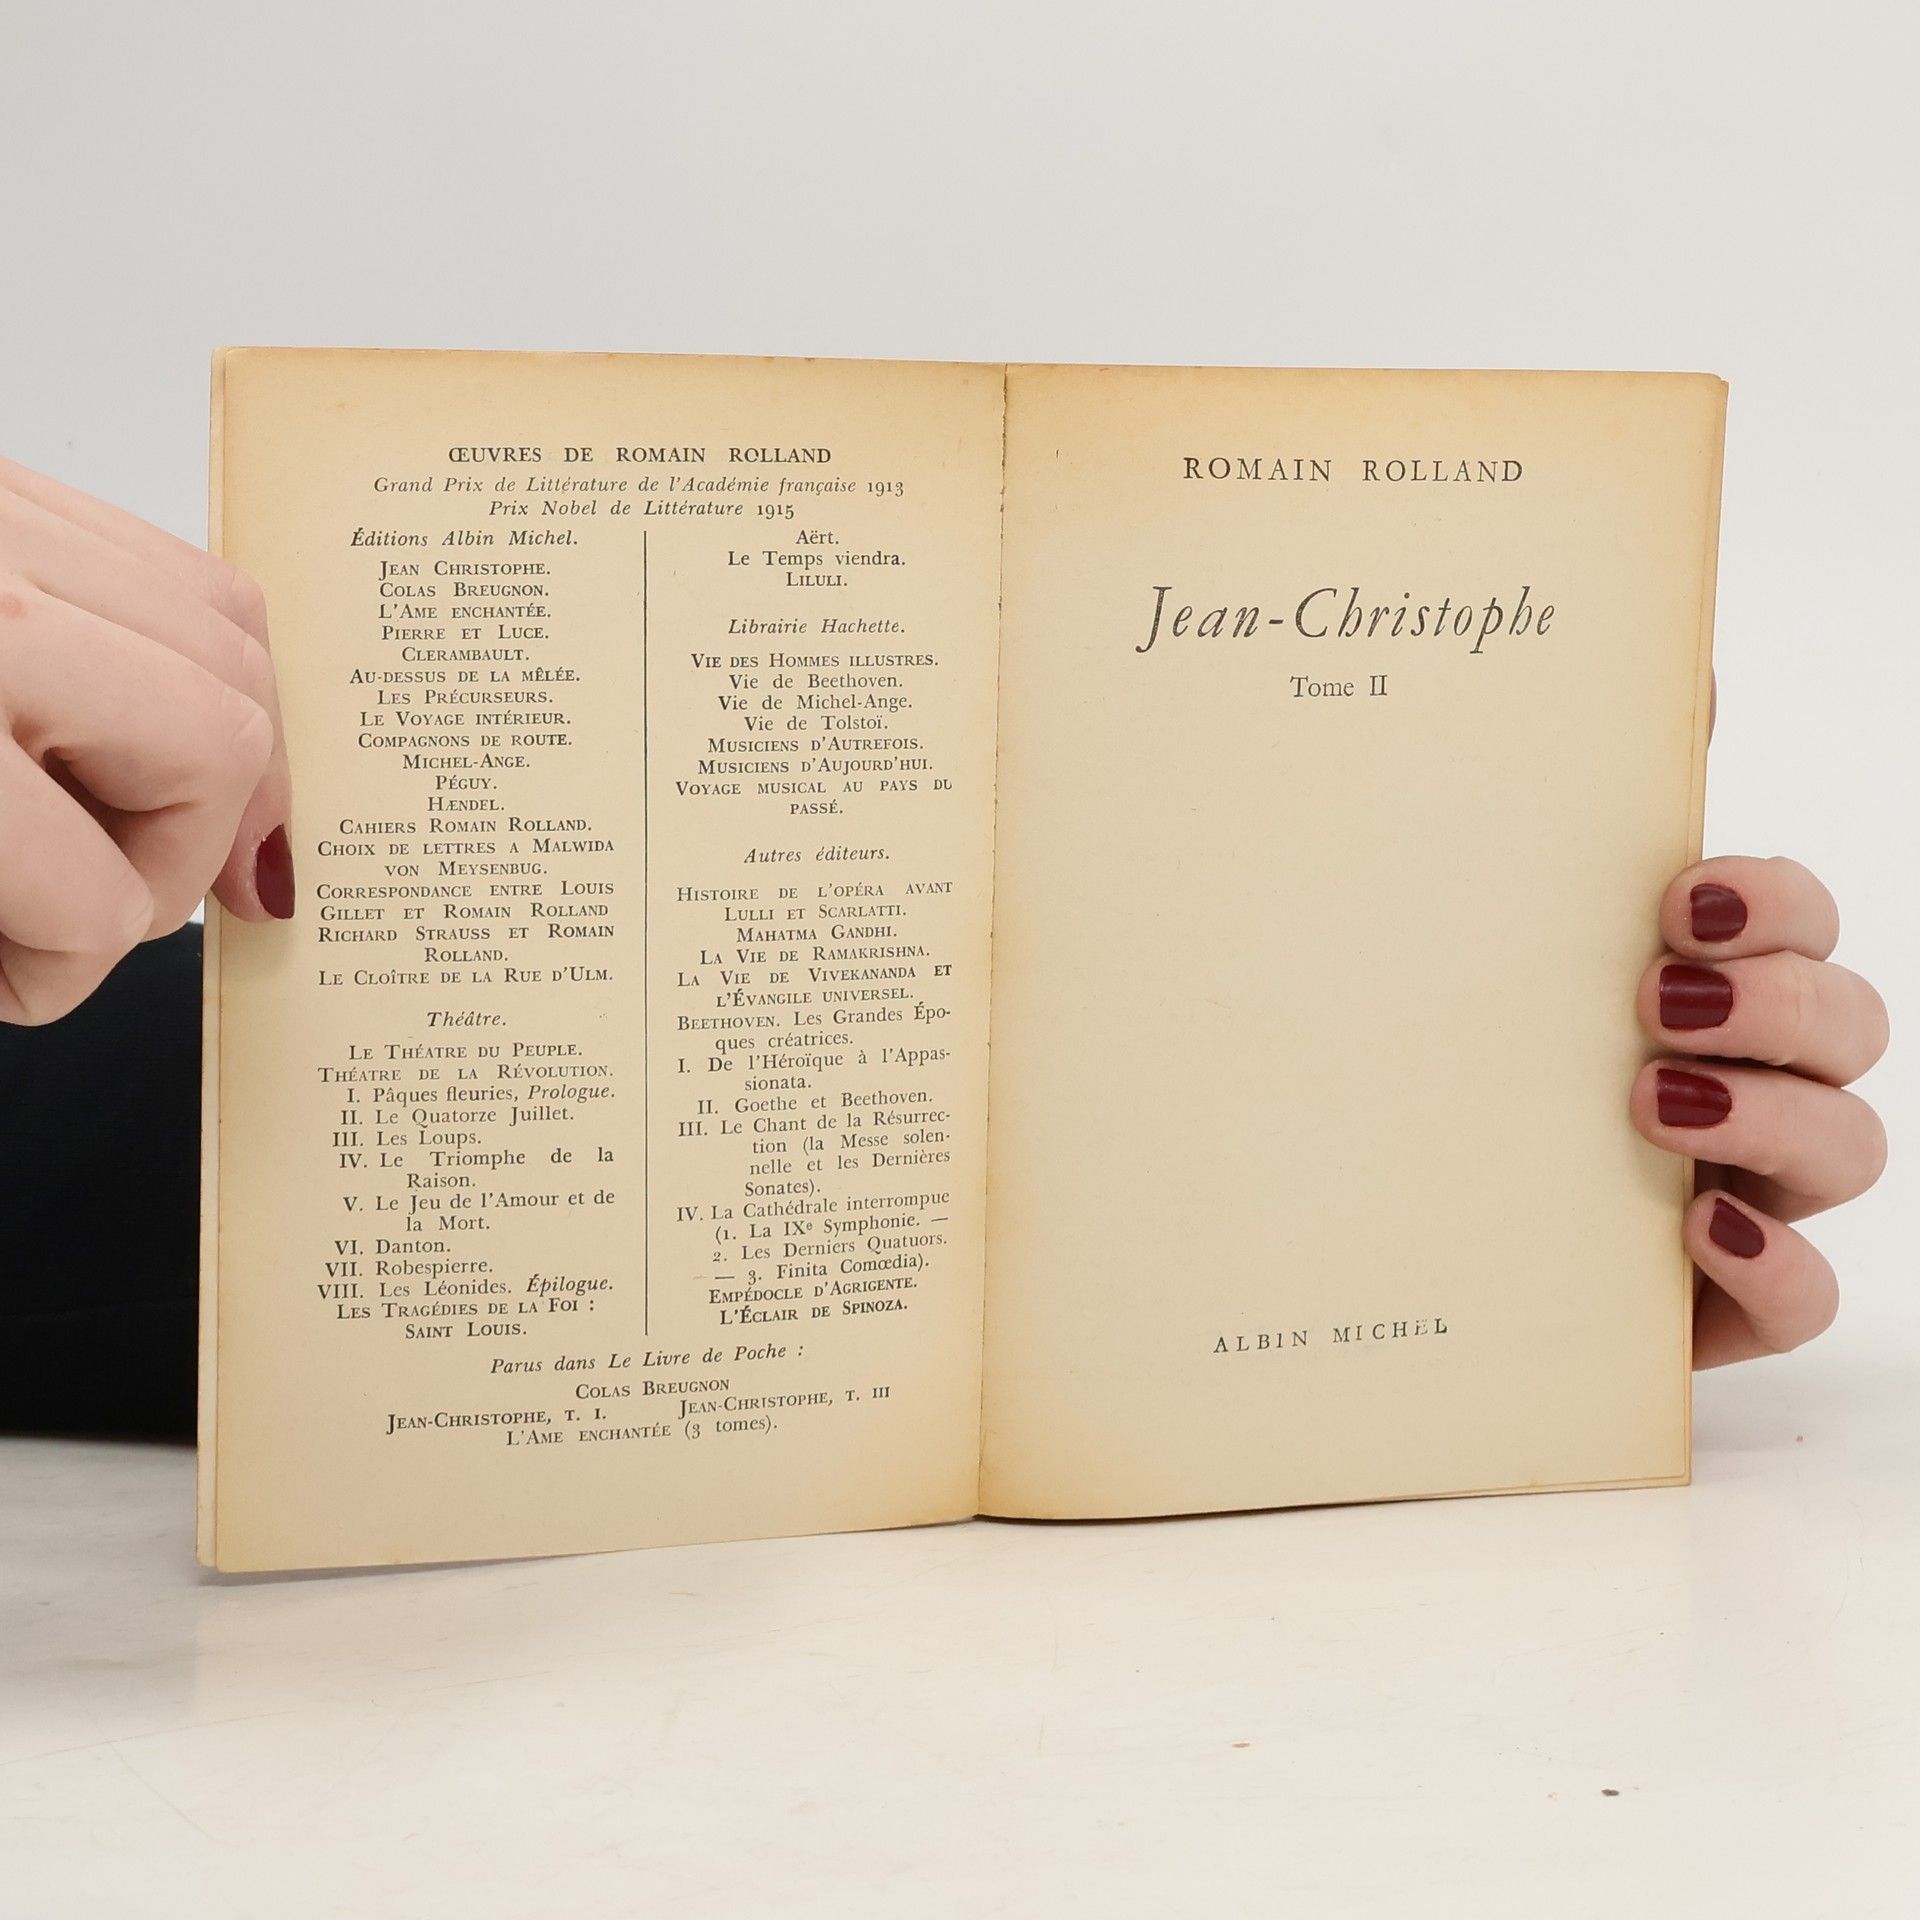 ŒUVRES DE ROMAIN ROLLAND
Grand Prix de Littérature de l'Académie française 1913
Prix Nobel de Littérature 1915
Éditions Albin Michel.
JEAN CHRISTOPHE.
COLAS BREUGNON.
L'AME ENCHANTÉE.
PIERRE ET LUCE.
CLERAMBAULT.
AU-DESSUS DE LA MÊLÉE.
LES PRÉCURSEURS.
LE VOYAGE INTÉRIEUR.
COMPAGNONS DE ROUTE.
MICHEL-ANGE.
PÉGUY.
HÆNDEL.
CAHIERS ROMAIN ROLLAND.
CHOIX DE LETTRES A MALWIDA
VON MEYSENBUG.
CORRESPONDANCE ENTRE LOUIS
GILLET ET ROMAIN ROLLAND
RICHARD STRAUSS ET ROMAIN
ROLLAND.
LE CLOÎTRE DE LA RUE D'ULM.
Théâtre.
LE THÉATRE DU PEUPLE.
THÉATRE DE LA RÉVOLUTION.
I. Pâques fleuries, Prologue.
II. Le Quatorze Juillet.
III. Les Loups.
IV. Le Triomphe de la
Raison.
V. Le Jeu de l'Amour et de
la Mort.
VI. Danton.
VII. Robespierre.
VIII. Les Léonides. Épilogue.
LES TRAGÉDIES DE LA FOI :
SAINT LOUIS.
Aërt.
Le Temps viendra.
LILULI.
Librairie Hachette.
VIE DES HOMMES ILLUSTRES.
Vie de Beethoven.
Vie de Michel-Ange.
Vie de Tolstoï.
MUSICIENS D'AUTREFOIS.
MUSICIENS D'AUJOURD'HUI.
VOYAGE MUSICAL AU PAYS DU
PASSÉ.
Autres éditeurs.
HISTOIRE DE L'OPÉRA AVANT
LULLI ET SCARLATTI.
MAHATMA GANDHI.
LA VIE DE RAMAKRISHNA.
LA VIE DE VIVEKANANDA ET
L'ÉVANGILE UNIVERSEL.
BEETHOVEN. Les Grandes Épo-
ques créatrices.
I. De l'Héroïque à l'Appas-
sionata.
II. Goethe et Beethoven.
III. Le Chant de la Résurrec-
tion (la Messe solen-
nelle et les Dernières
Sonates).
IV. La Cathédrale interrompue
(1. La IXe Symphonie. —
2. Les Derniers Quatuors.
— 3. Finita Comœdia).
EMPÉDOCLE D'AGRIGENTE.
L'ÉCLAIR DE SPINOZA.
Parus dans Le Livre de Poche :
COLAS BREUGNON
JEAN-CHRISTOPHE, T. I. JEAN-CHRISTOPHE, T. III
L'AME ENCHANTÉE (3 tomes).
ROMAIN ROLLAND
Jean-Christophe
Tome II
ALBIN MICHEL